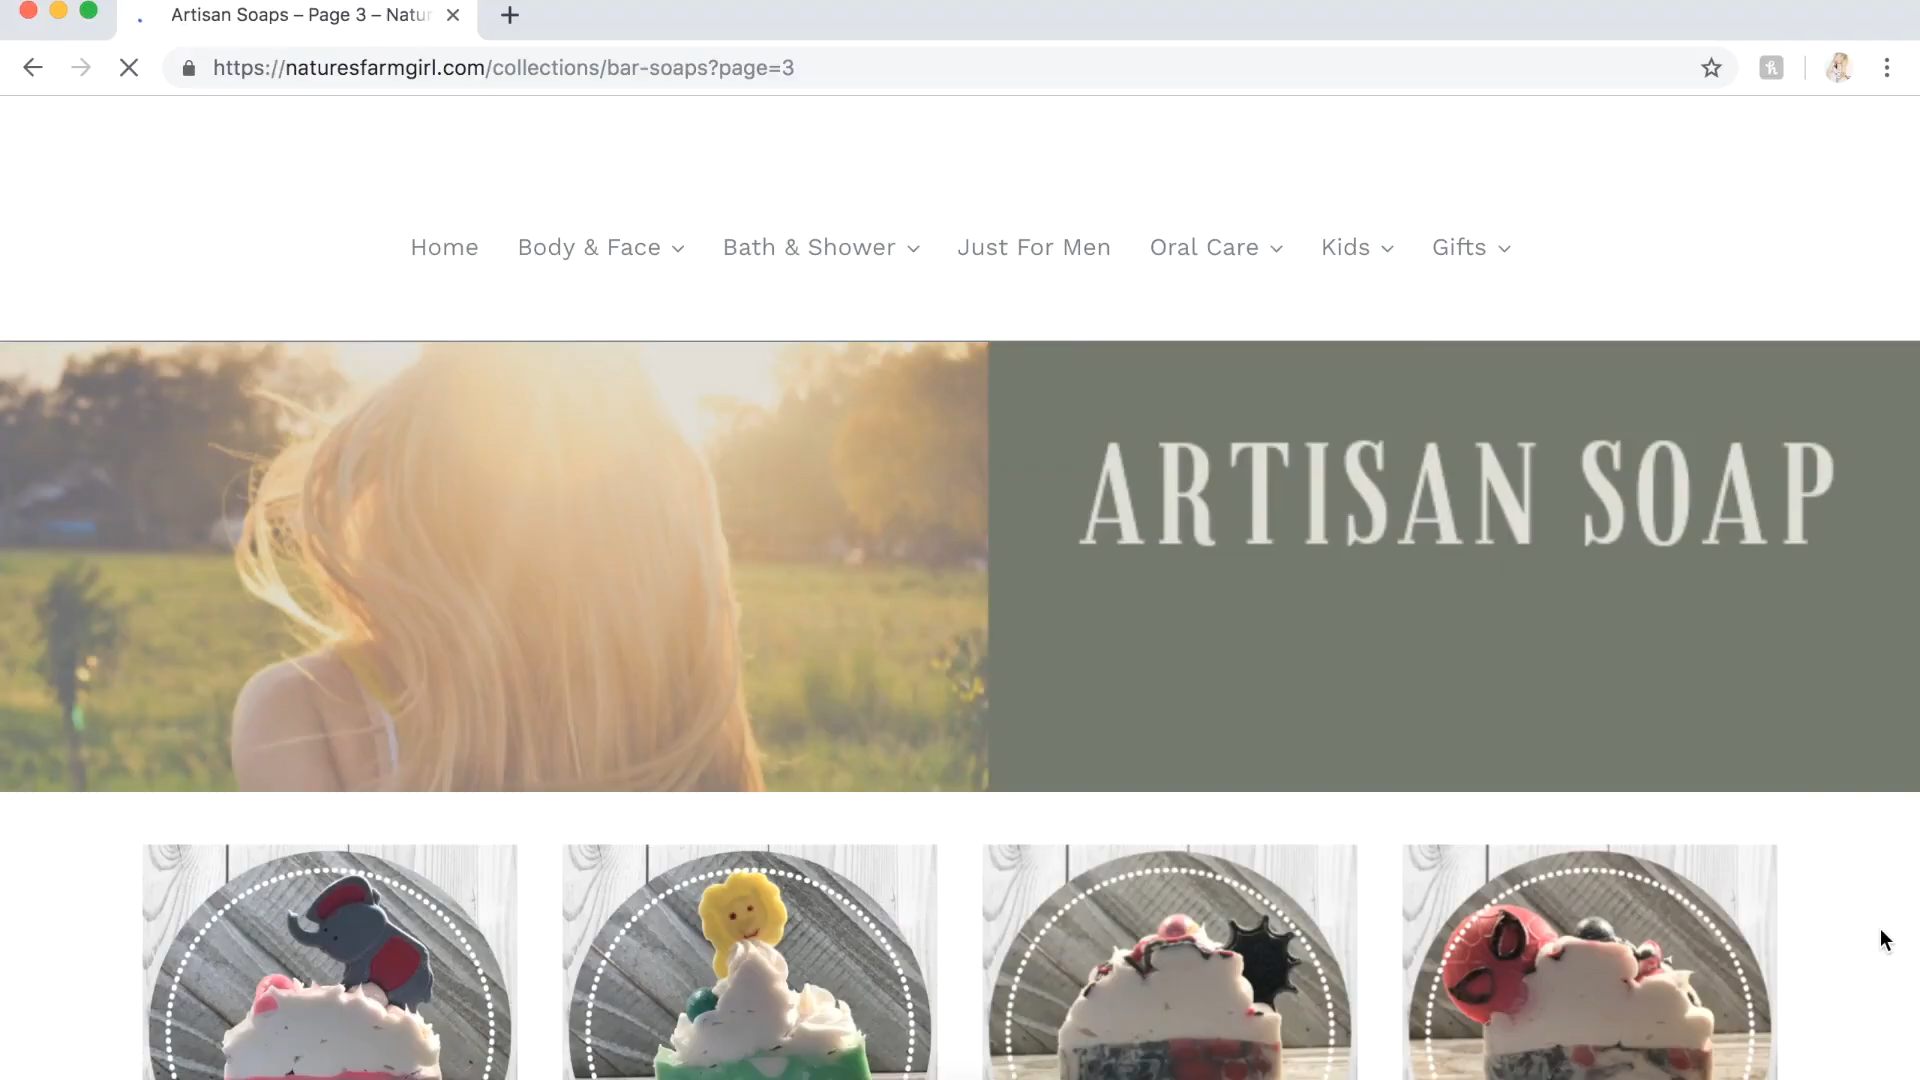 Artisan Soaps – Page 3 – Natur
https://naturesfarmgirl.com/collections/bar-soaps?page=3
Home Body & Face Bath & Shower Just For Men Oral Care Kids Gifts
ARTISAN SOAP